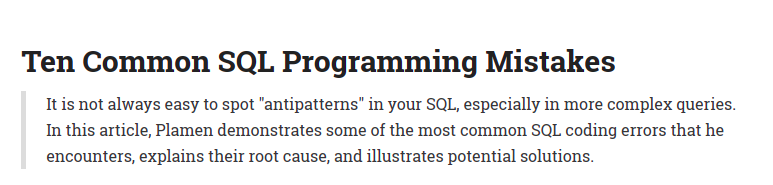 Ten Common SQL Programming Mistakes
It is not always easy to spot "antipatterns" in your SQL, especially in more complex queries.
In this article, Plamen demonstrates some of the most common SQL coding errors that he
encounters, explains their root cause, and illustrates potential solutions.